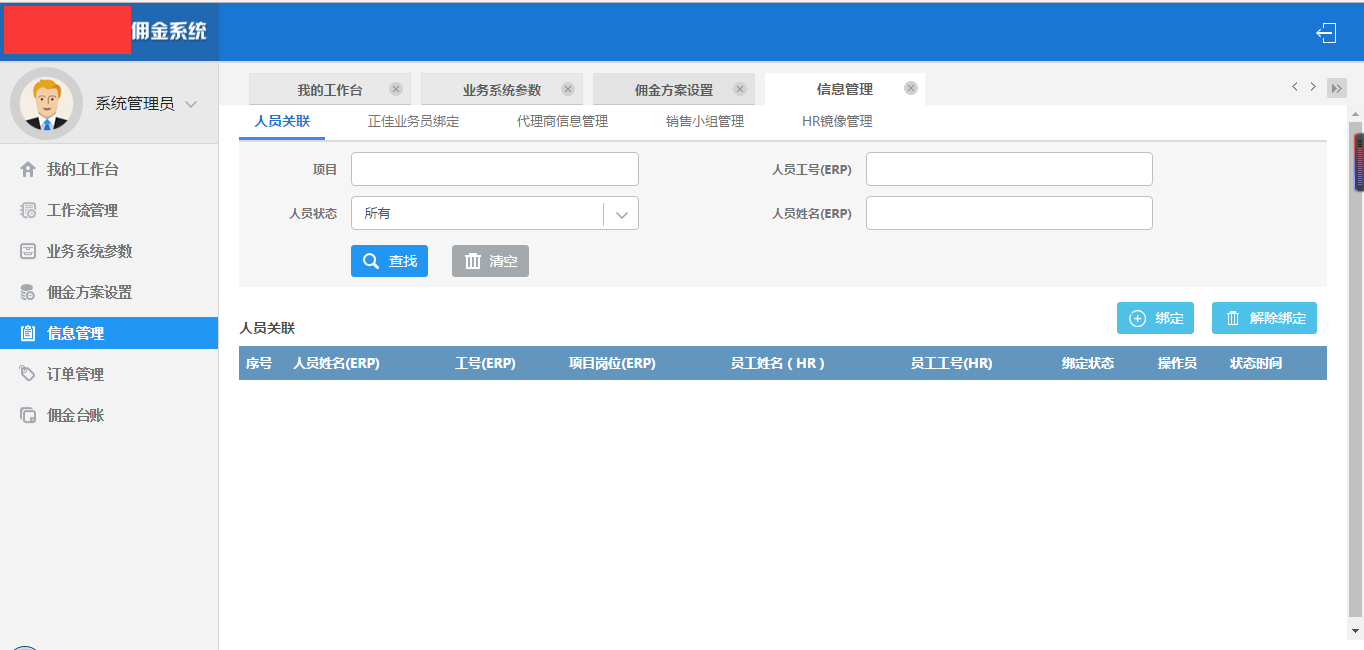 佣金系统
系统管理员
我的工作台
工作流管理
业务系统参数
佣金方案设置
信息管理
订单管理
佣金台账
我的工作台 业务系统参数 佣金方案设置 信息管理
人员关联 正佳业务员绑定 代理商信息管理 销售小组管理 HR镜像管理
项目 人员工号(ERP)
人员状态 所有 人员姓名(ERP)
查找 清空
人员关联 绑定 解除绑定
序号 人员姓名(ERP) 工号(ERP) 项目岗位(ERP) 员工姓名（HR） 员工工号(HR) 绑定状态 操作员 状态时间